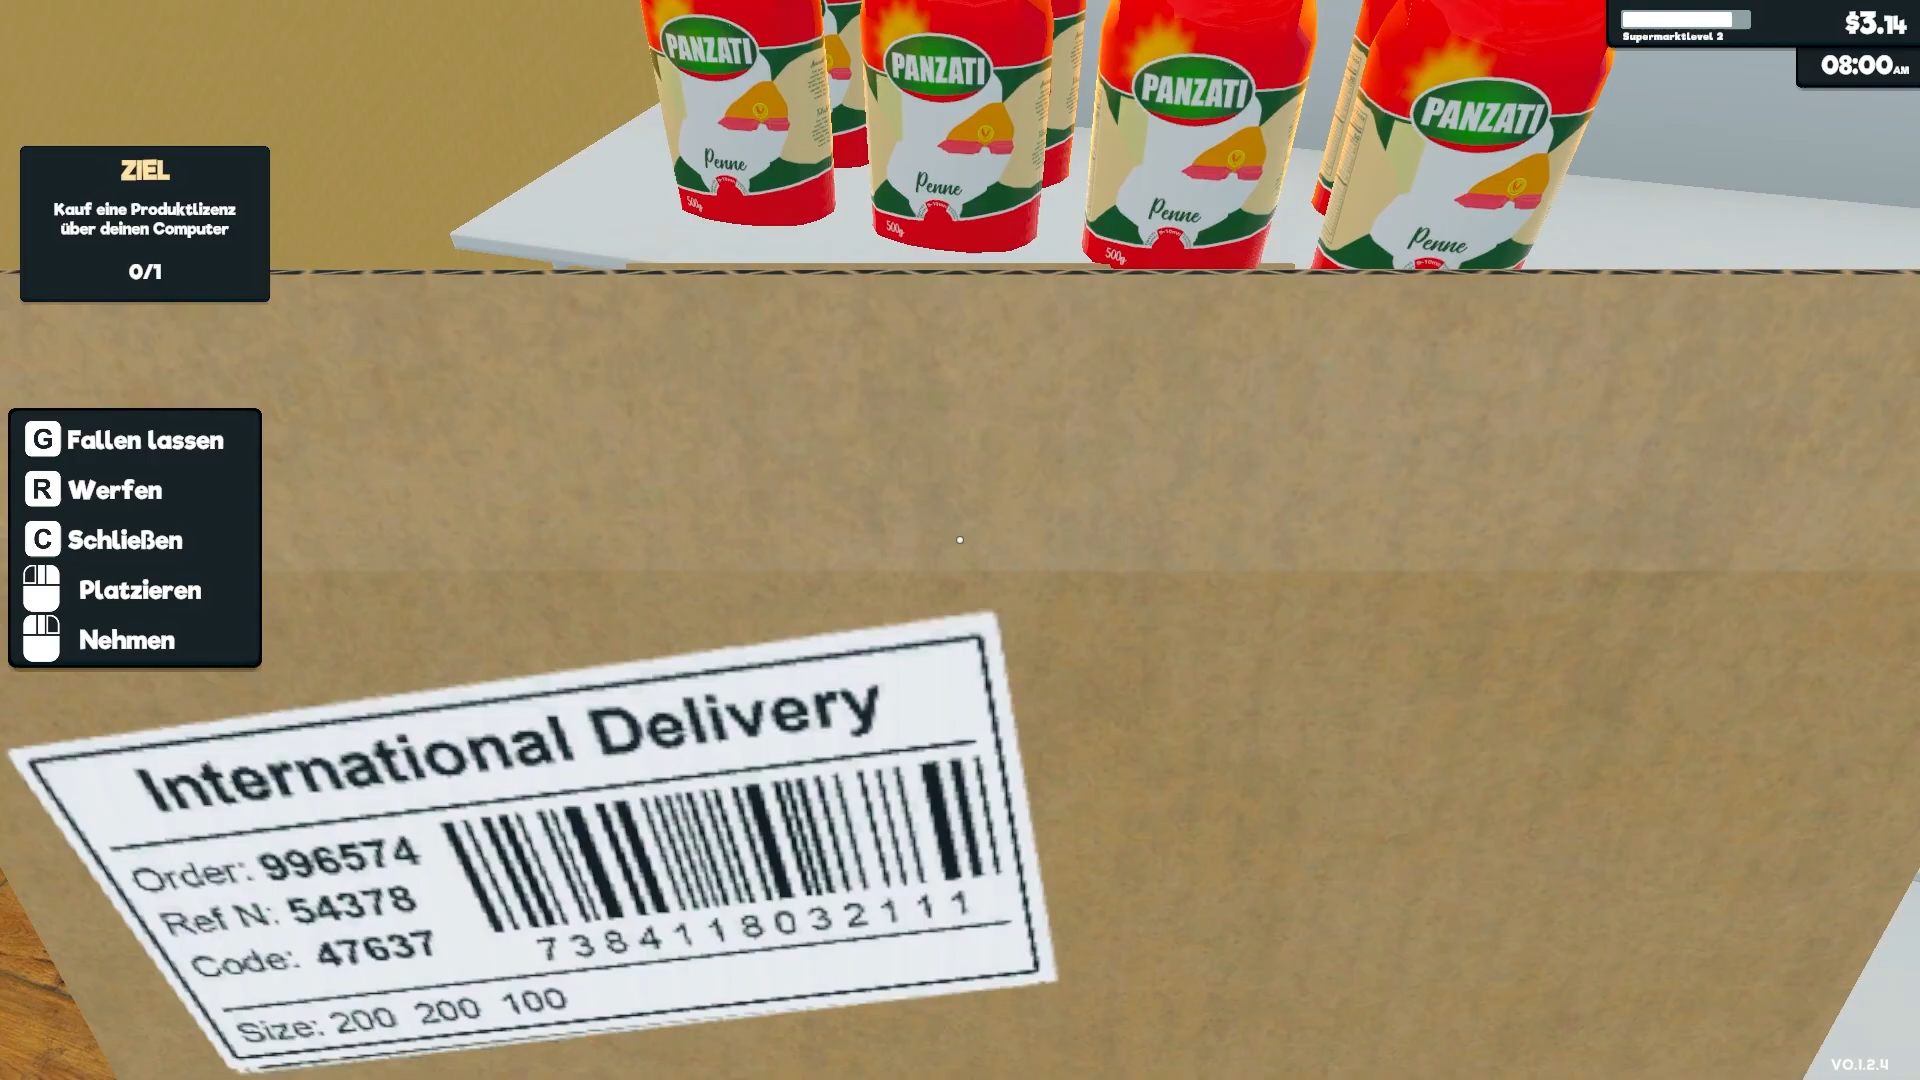 PANZATI
Penne
500g
PANZATI
Penne
500g
PANZATI
Penne
500g
PANZATI
Penne
Supermarktlevel 2
$3.14
08:00AM
ZIEL
Kauf eine Produktlizenz
über deinen Computer
0/1
G Fallen lassen
R Werfen
C Schließen
Platzieren
Nehmen
International Delivery
Order: 996574
Ref N: 54378
Code: 47637
7384118032111
Size: 200 200 100
V0.1.2.4